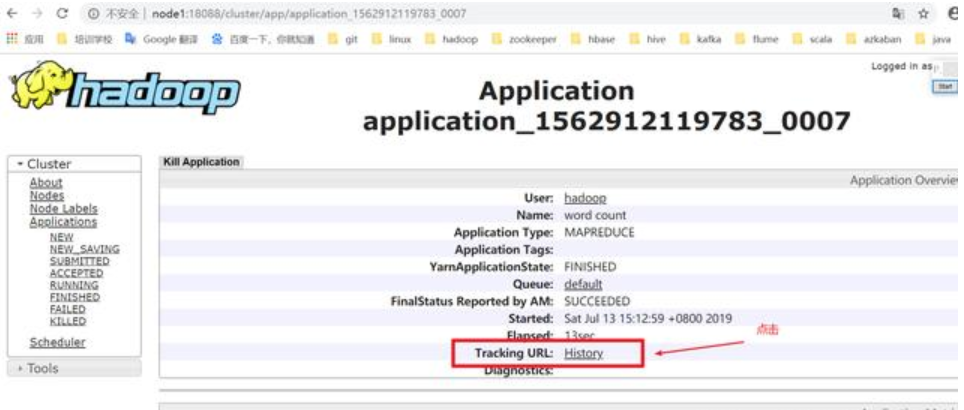 不安全 | node1:18088/cluster/app/application_1562912119783_0007
应用 培训学校 Google 翻译 百度一下，你就知道 git linux hadoop zookeeper hbase hive kafka flume scala azkaban java
Logged in as
hadoop
Start
Application
application_1562912119783_0007
Cluster
About
Nodes
Node Labels
Applications
NEW
NEW_SAVING
SUBMITTED
ACCEPTED
RUNNING
FINISHED
FAILED
KILLED
Scheduler
Tools
Kill Application
Application Overview
User: hadoop
Name: word count
Application Type: MAPREDUCE
Application Tags:
YarnApplicationState: FINISHED
Queue: default
FinalStatus Reported by AM: SUCCEEDED
Started: Sat Jul 13 15:12:59 +0800 2019
Elapsed: 13sec
点击
Tracking URL: History
Diagnostics: